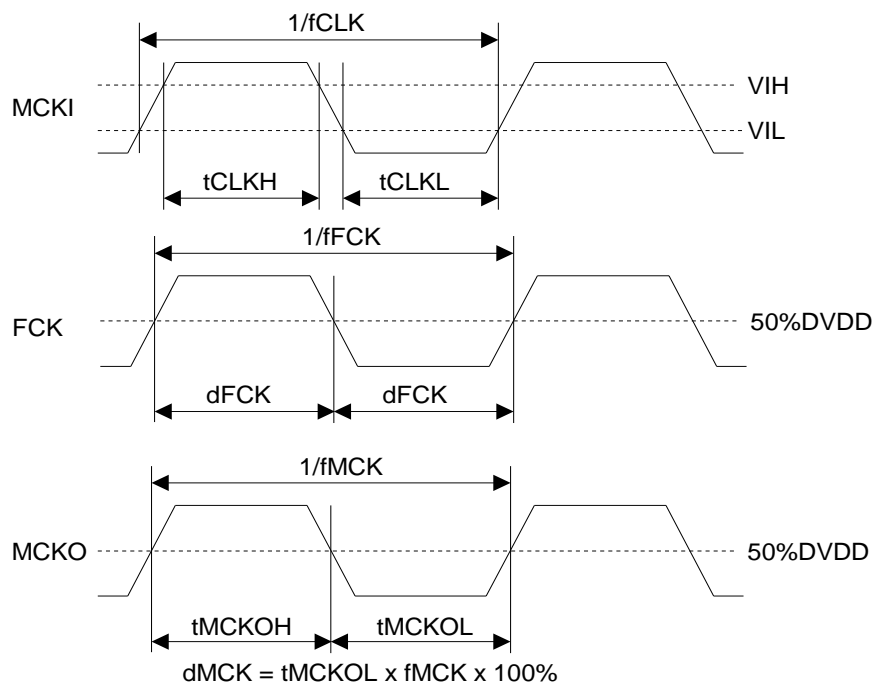 1/fCLK
VIH
MCKI
VIL
tCLKH tCLKL
1/fFCK
FCK 50%DVDD
dFCK dFCK
1/fMCK
MCKO 50%DVDD
tMCKOH tMCKOL
dMCK = tMCKOL x fMCK x 100%